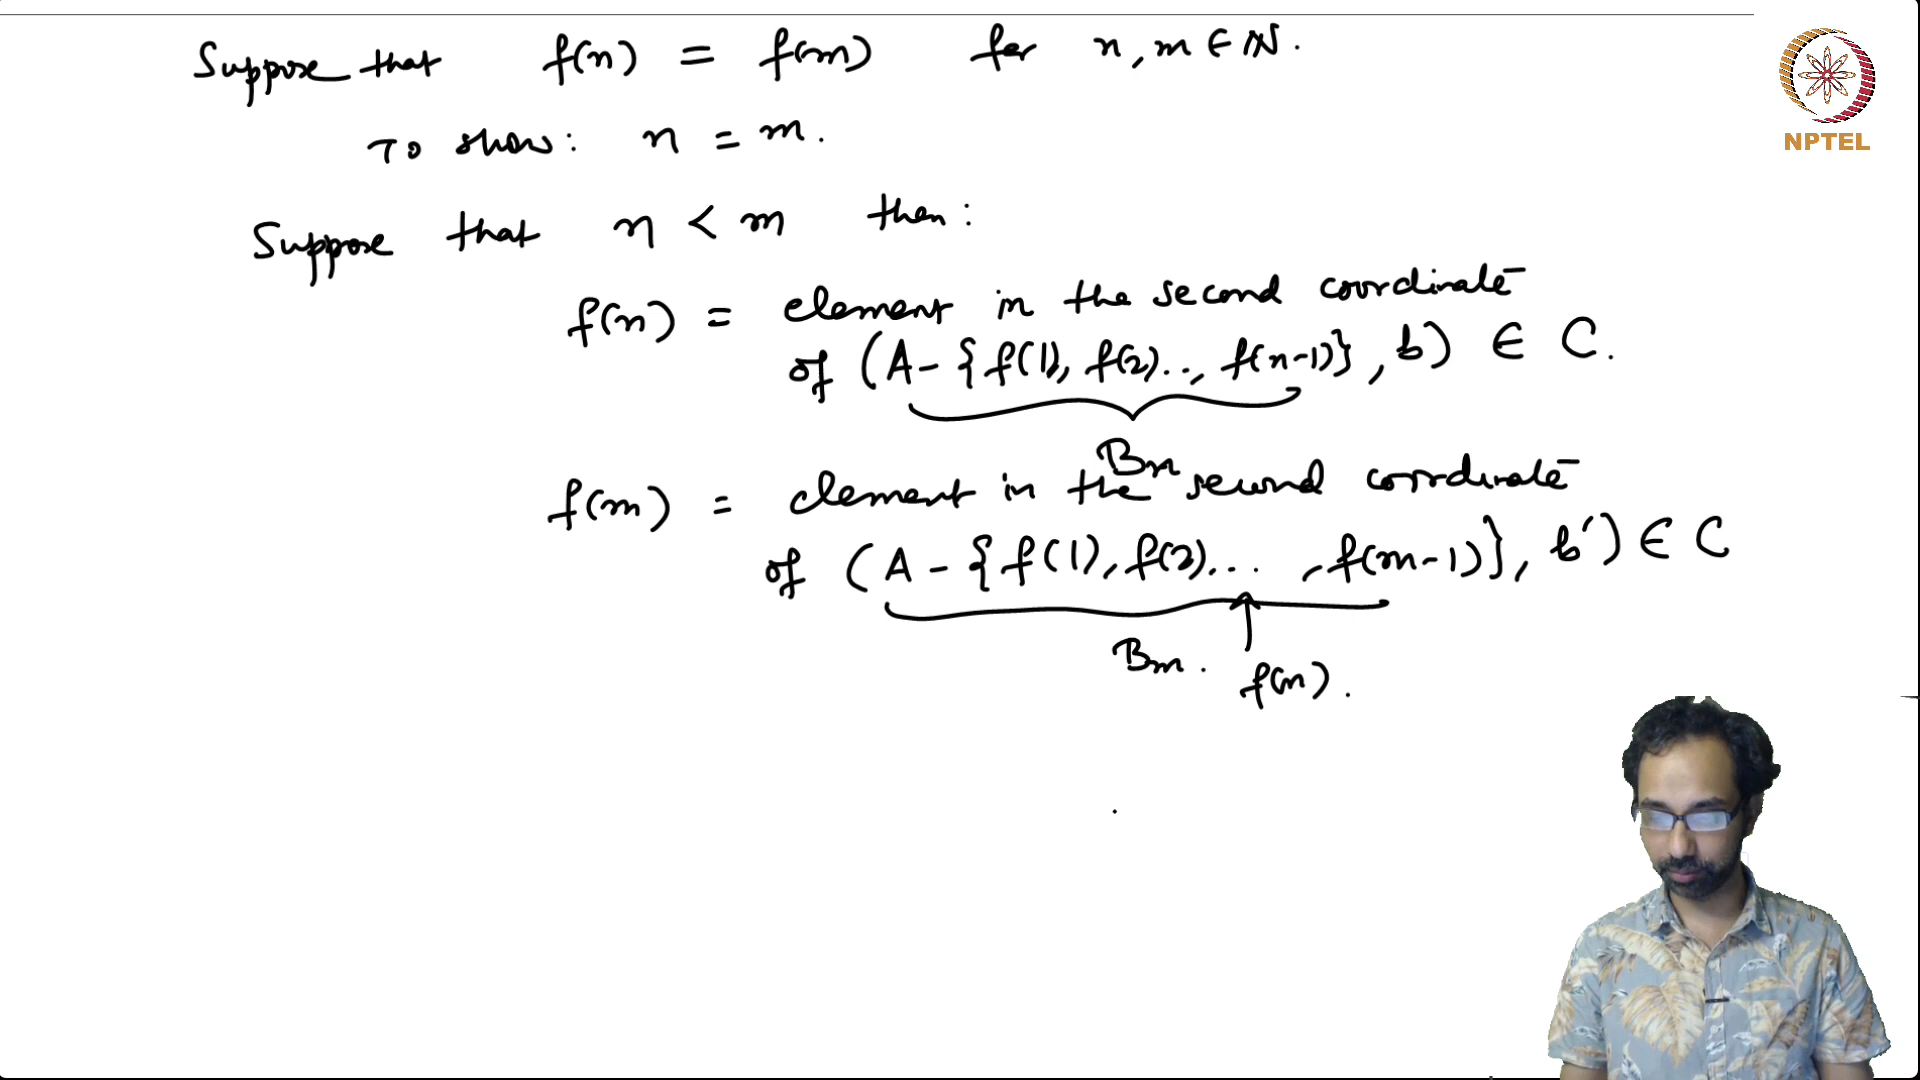 Suppose that f(n) = f(m) for n, m ∈ ℕ.
NPTEL
To show: n = m.
Suppose that n < m then:
f(n) = element in the second coordinate
of (A - {f(1), f(2).., f(n-1)}, b) ∈ C.
Bn
f(m) = element in the second coordinate
of (A - {f(1), f(2)... , f(m-1)}, b') ∈ C
Bm. f(n).